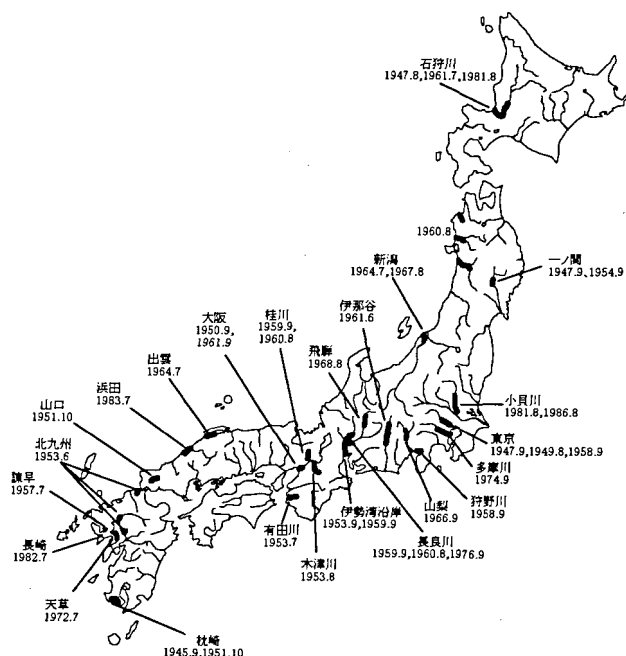 石狩川
1947.8,1961.7,1981.8
1960.8
新潟
1964.7,1967.8
一ノ関
1947.9,1954.9
伊那谷
1961.6
桂川
1959.9,
1960.8
大阪
1950.9,
1961.9
飛騨
1968.8
出雲
1964.7
浜田
1983.7
山口
1951.10
北九州
1953.6
諫早
1957.7
長崎
1982.7
天草
1972.7
枕崎
1945.9,1951.10
有田川
1953.7
木津川
1953.8
伊勢湾沿岸
1953.9,1959.9
長良川
1959.9,1960.8,1976.9
山梨
1966.9
狩野川
1958.9
多摩川
1974.9
東京
1947.9,1949.8,1958.9
小貝川
1981.8,1986.8